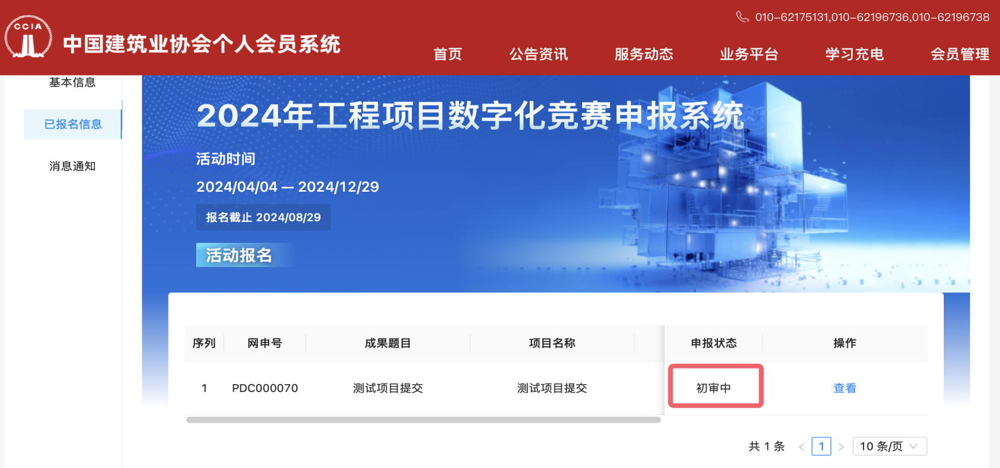 010-62175131,010-62196736,010-62196738
CCIA
中国建筑业协会个人会员系统
首页 公告资讯 服务动态 业务平台 学习充电 会员管理
基本信息
已报名信息
消息通知
2024年工程项目数字化竞赛申报系统
活动时间
2024/04/04 — 2024/12/29
报名截止 2024/08/29
活动报名
序列 网申号 成果题目 项目名称 申报状态 操作
1 PDC000070 测试项目提交 测试项目提交 初审中 查看
共 1 条 < 1 > 10 条/页